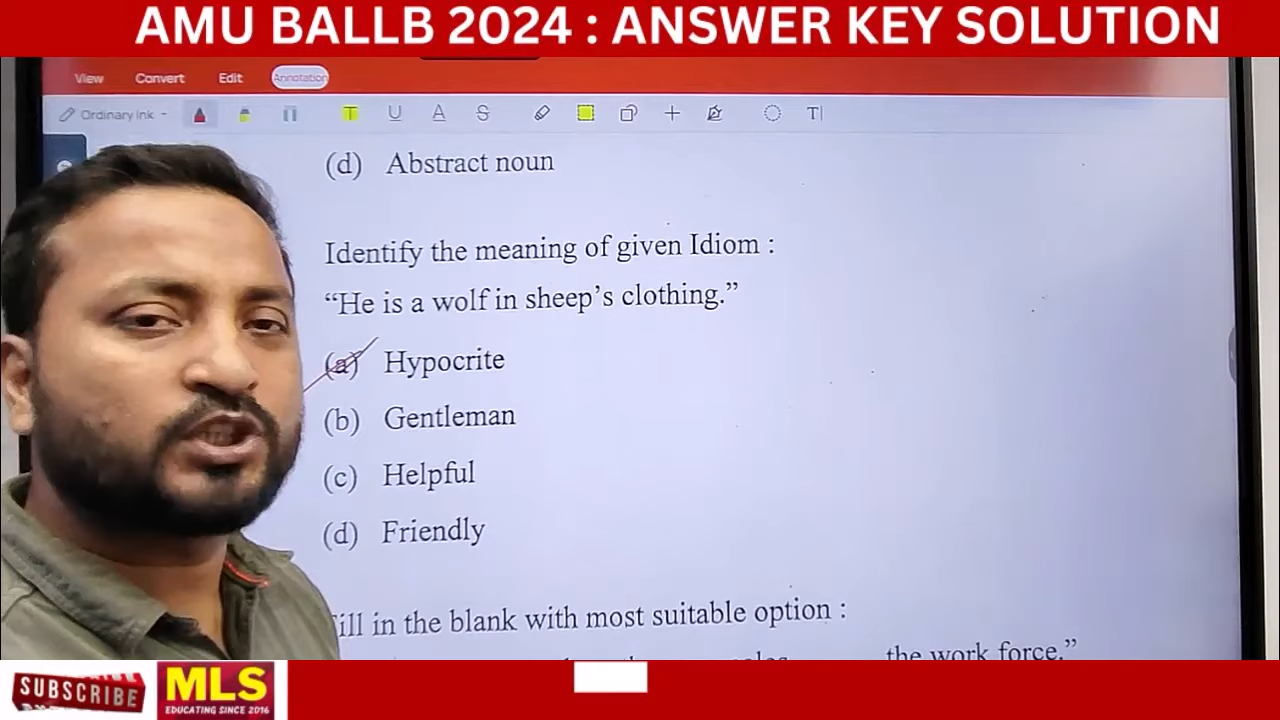 AMU BALLB 2024 : ANSWER KEY SOLUTION
View Convert Edit Annotation
Ordinary Ink T U A S T
(d) Abstract noun
Identify the meaning of given Idiom :
“He is a wolf in sheep’s clothing.”
(a) Hypocrite
(b) Gentleman
(c) Helpful
(d) Friendly
ill in the blank with most suitable option :
the work force.”
SUBSCRIBE
MLS
EDUCATING SINCE 2016